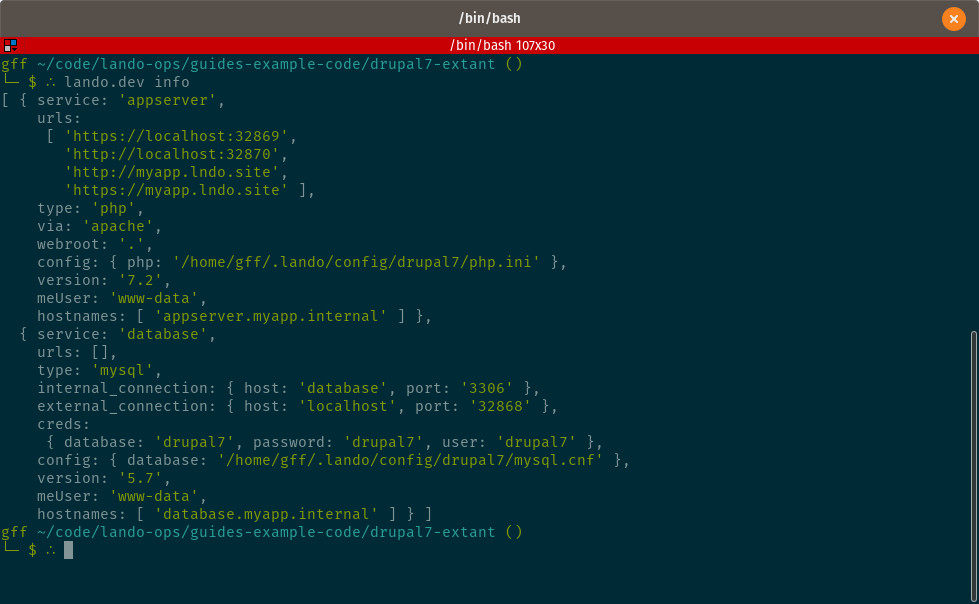 /bin/bash
/bin/bash 107x30
gff ~/code/lando-ops/guides-example-code/drupal7-extant ()
└─ $ ∴ lando.dev info
[ { service: 'appserver',
    urls:
     [ 'https://localhost:32869',
       'http://localhost:32870',
       'http://myapp.lndo.site',
       'https://myapp.lndo.site' ],
    type: 'php',
    via: 'apache',
    webroot: '.',
    config: { php: '/home/gff/.lando/config/drupal7/php.ini' },
    version: '7.2',
    meUser: 'www-data',
    hostnames: [ 'appserver.myapp.internal' ] },
  { service: 'database',
    urls: [],
    type: 'mysql',
    internal_connection: { host: 'database', port: '3306' },
    external_connection: { host: 'localhost', port: '32868' },
    creds:
     { database: 'drupal7', password: 'drupal7', user: 'drupal7' },
    config: { database: '/home/gff/.lando/config/drupal7/mysql.cnf' },
    version: '5.7',
    meUser: 'www-data',
    hostnames: [ 'database.myapp.internal' ] } ]
gff ~/code/lando-ops/guides-example-code/drupal7-extant ()
└─ $ ∴